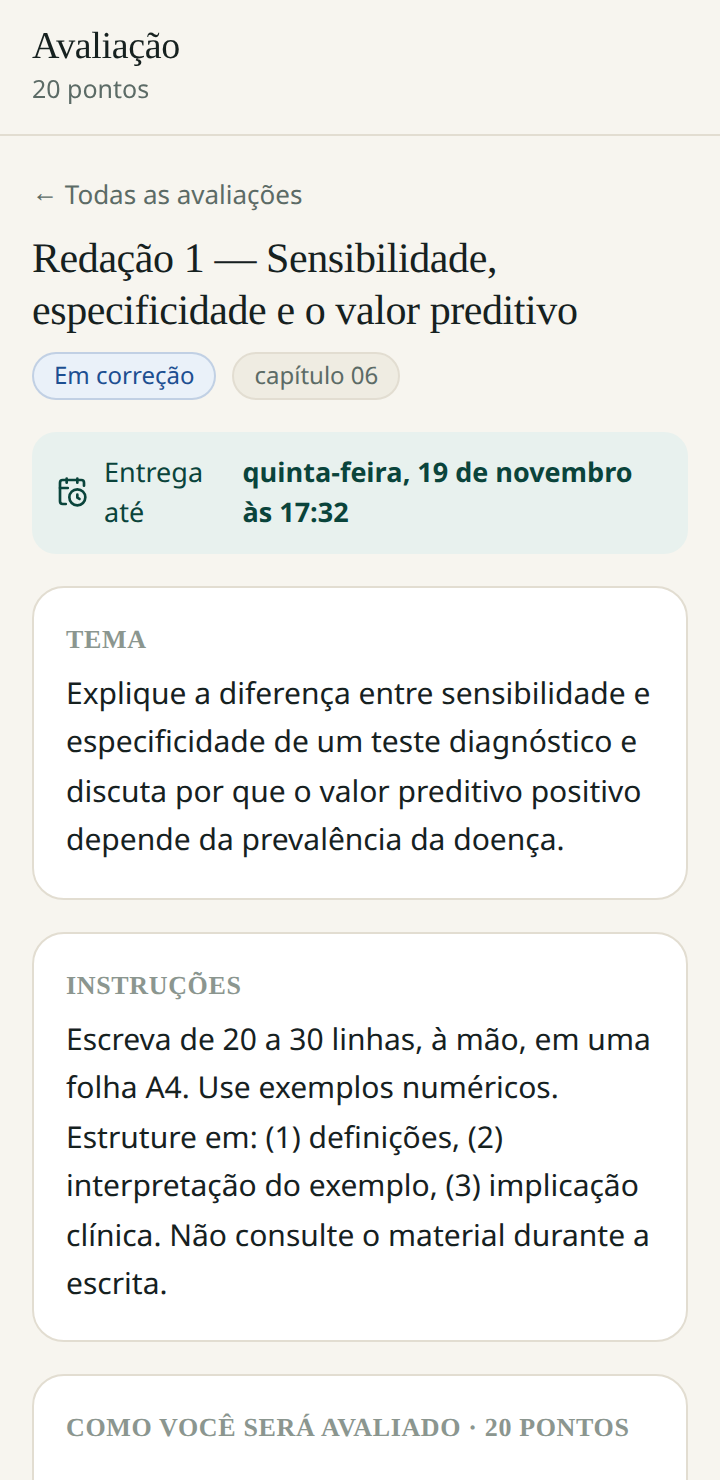 Avaliação
20 pontos
← Todas as avaliações
Redação 1 — Sensibilidade,
especificidade e o valor preditivo
Em correção
capítulo 06
Entrega até
quinta-feira, 19 de novembro às 17:32
TEMA
Explique a diferença entre sensibilidade e
especificidade de um teste diagnóstico e
discuta por que o valor preditivo positivo
depende da prevalência da doença.
INSTRUÇÕES
Escreva de 20 a 30 linhas, à mão, em uma
folha A4. Use exemplos numéricos.
Estruture em: (1) definições, (2)
interpretação do exemplo, (3) implicação
clínica. Não consulte o material durante a
escrita.
COMO VOCÊ SERÁ AVALIADO · 20 PONTOS